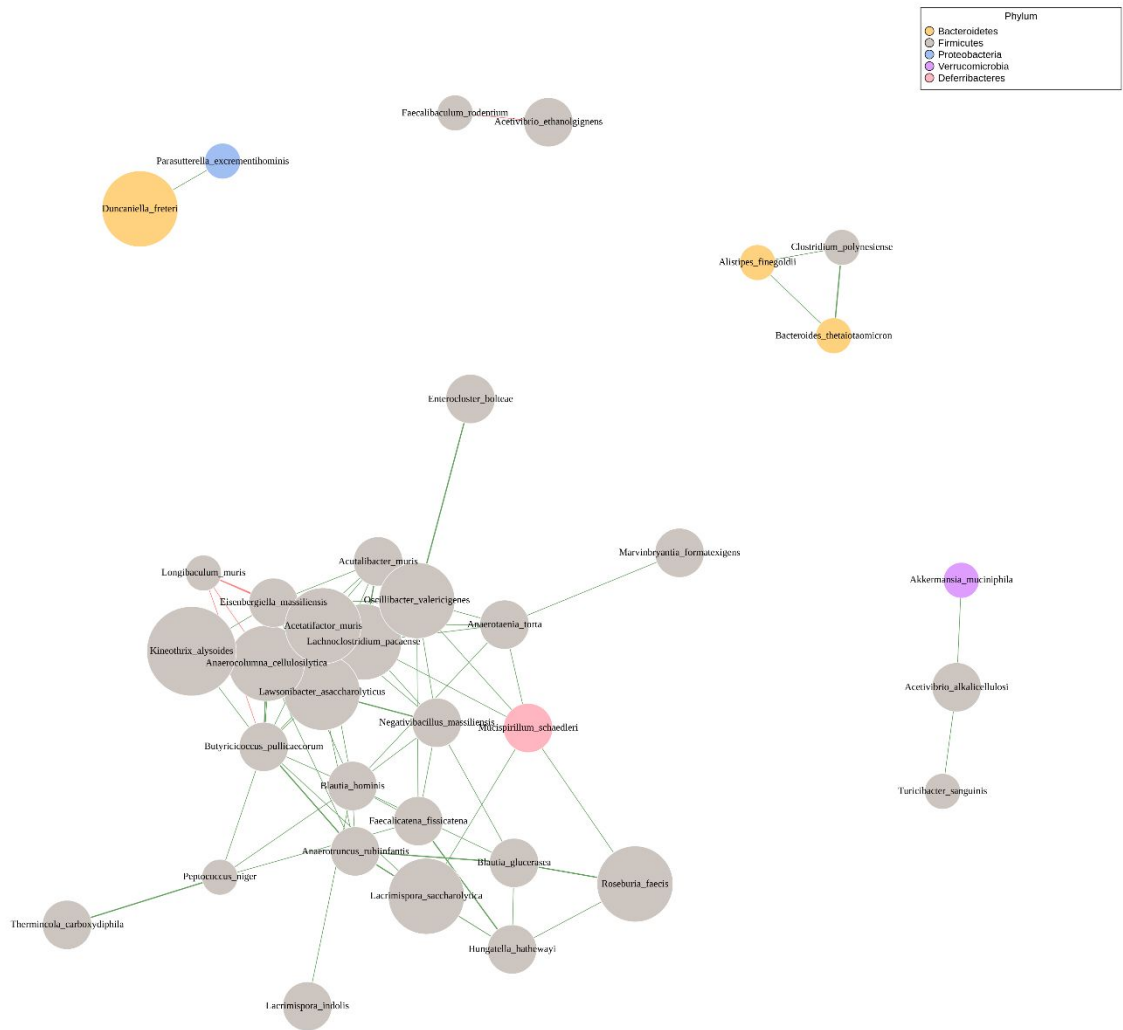 Phylum
Bacteroidetes
Firmicutes
Proteobacteria
Verrucomicrobia
Deferribacteres
Faecalibaculum_rodentium
Acetivibrio_ethanolgignens
Parasutterella_excrementihominis
Duncaniella_freteri
Clostridium_polynesiense
Alistipes_finegoldii
Bacteroides_thetaiotaomicron
Enterocluster_bolteae
Marvinbryantia_formatexigens
Acutalibacter_muris
Longibaculum_muris
Akkermansia_muciniphila
Eisenbergiella_massiliensis
Oscillibacter_valericigenes
Acetatifactor_muris
Anaerotaenia_torta
Lachnoclostridium_pacaense
Kineothrix_alysoides
Anaerocolumna_cellulosilytica
Acetivibrio_alkalicellulosi
Lawsonibacter_asaccharolyticus
Negativibacillus_massiliensis
Mucispirillum_schaedleri
Butyricicoccus_pullicaecorum
Blautia_hominis
Turicibacter_sanguinis
Faecalicatena_fissicatena
Anaerotruncus_rubiinfantis
Blautia_glucerasea
Peptococcus_niger
Roseburia_faecis
Lacrimispora_saccharolytica
Thermincola_carboxydiphila
Hungatella_hathewayi
Lacrimispora_indolis